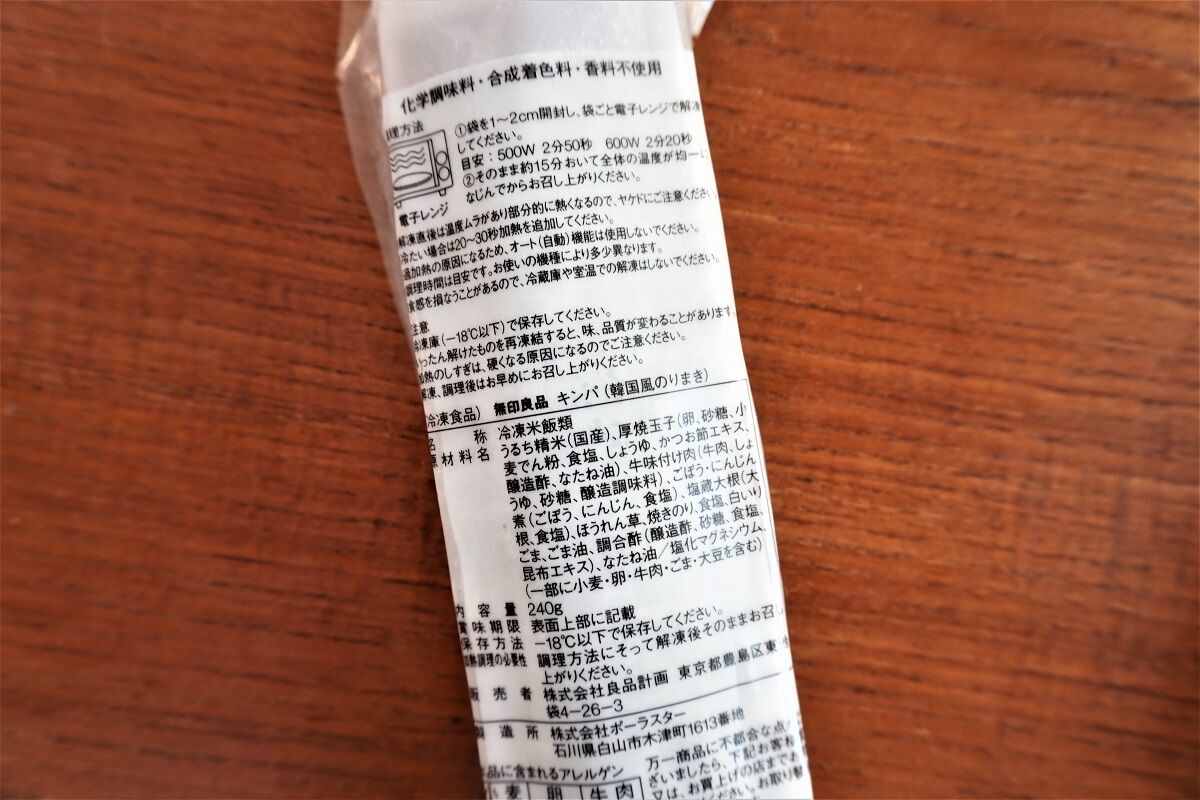 化学調味料・合成着色料・香料不使用
理方法
①袋を1〜2cm開封し、袋ごと電子レンジで解凍
してください。
目安：500W 2分50秒 600W 2分20秒
②そのまま約15分おいて全体の温度が均一に
なじんでからお召し上がりください。
電子レンジ
解凍直後は温度ムラがあり部分的に熱くなるので、ヤケドにご注意ください。
冷たい場合は20〜30秒加熱を追加してください。
過加熱の原因になるため、オート(自動)機能は使用しないでください。
調理時間は目安です。お使いの機種により多少異なります。
食感を損なうことがあるので、冷蔵庫や室温での解凍はしないでください。
注意
冷凍庫(−18℃以下)で保存してください。
いったん解けたものを再凍結すると、味、品質が変わることがあります。
加熱のしすぎは、硬くなる原因になるのでご注意ください。
解凍、調理後はお早めにお召し上がりください。
(冷凍食品) 無印良品 キンパ(韓国風のりまき)
名称 冷凍米飯類
原材料名 うるち精米(国産)、厚焼玉子(卵、砂糖、小
麦でん粉、食塩、しょうゆ、かつお節エキス、
醸造酢、なたね油)、牛味付け肉(牛肉、しょ
うゆ、砂糖、醸造調味料)、ごぼう・にんじん
煮(ごぼう、にんじん、食塩)、塩蔵大根(大
根、食塩)、ほうれん草、焼きのり、食塩、白いり
ごま、ごま油、調合酢(醸造酢、砂糖、食塩、
昆布エキス)、なたね油／塩化マグネシウム、
(一部に小麦・卵・牛肉・ごま・大豆を含む)
内容量 240g
賞味期限 表面上部に記載
保存方法 −18℃以下で保存してください。
加熱調理の必要性 調理方法にそって解凍後そのままお召し
上がりください。
販売者 株式会社良品計画 東京都豊島区東
袋4-26-3
製造所 株式会社ポーラスター
石川県白山市木津町1613番地
品に含まれるアレルゲン
小麦 卵 牛肉
万一商品に不都合な点
ざいましたら、下記お客様
又は、お買上げの店までお
ください。お取り替